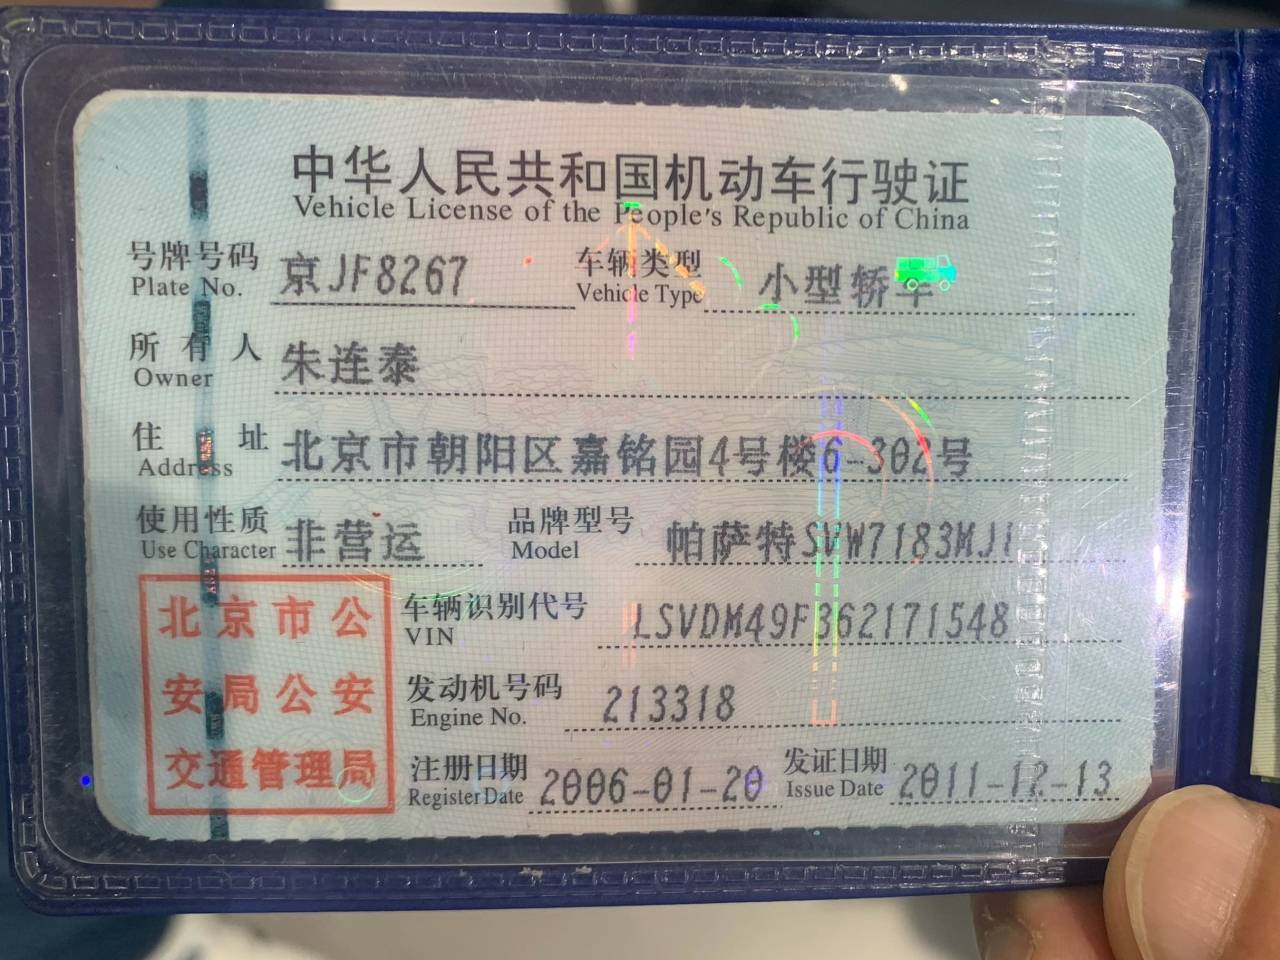 中华人民共和国机动车行驶证
Vehicle License of the People's Republic of China
号牌号码 京JF8267 车辆类型 小型轿车
Plate No. Vehicle Type
所有人 朱连泰
Owner
住址 北京市朝阳区嘉铭园4号楼6-302号
Address
使用性质 非营运 品牌型号 帕萨特SVW7183MJI
Use Character Model
北京市公
安局公安
交通管理局
车辆识别代号 LSVDM49F362171548
VIN
发动机号码 213318
Engine No.
注册日期 2006-01-20 发证日期 2011-12-13
Register Date Issue Date